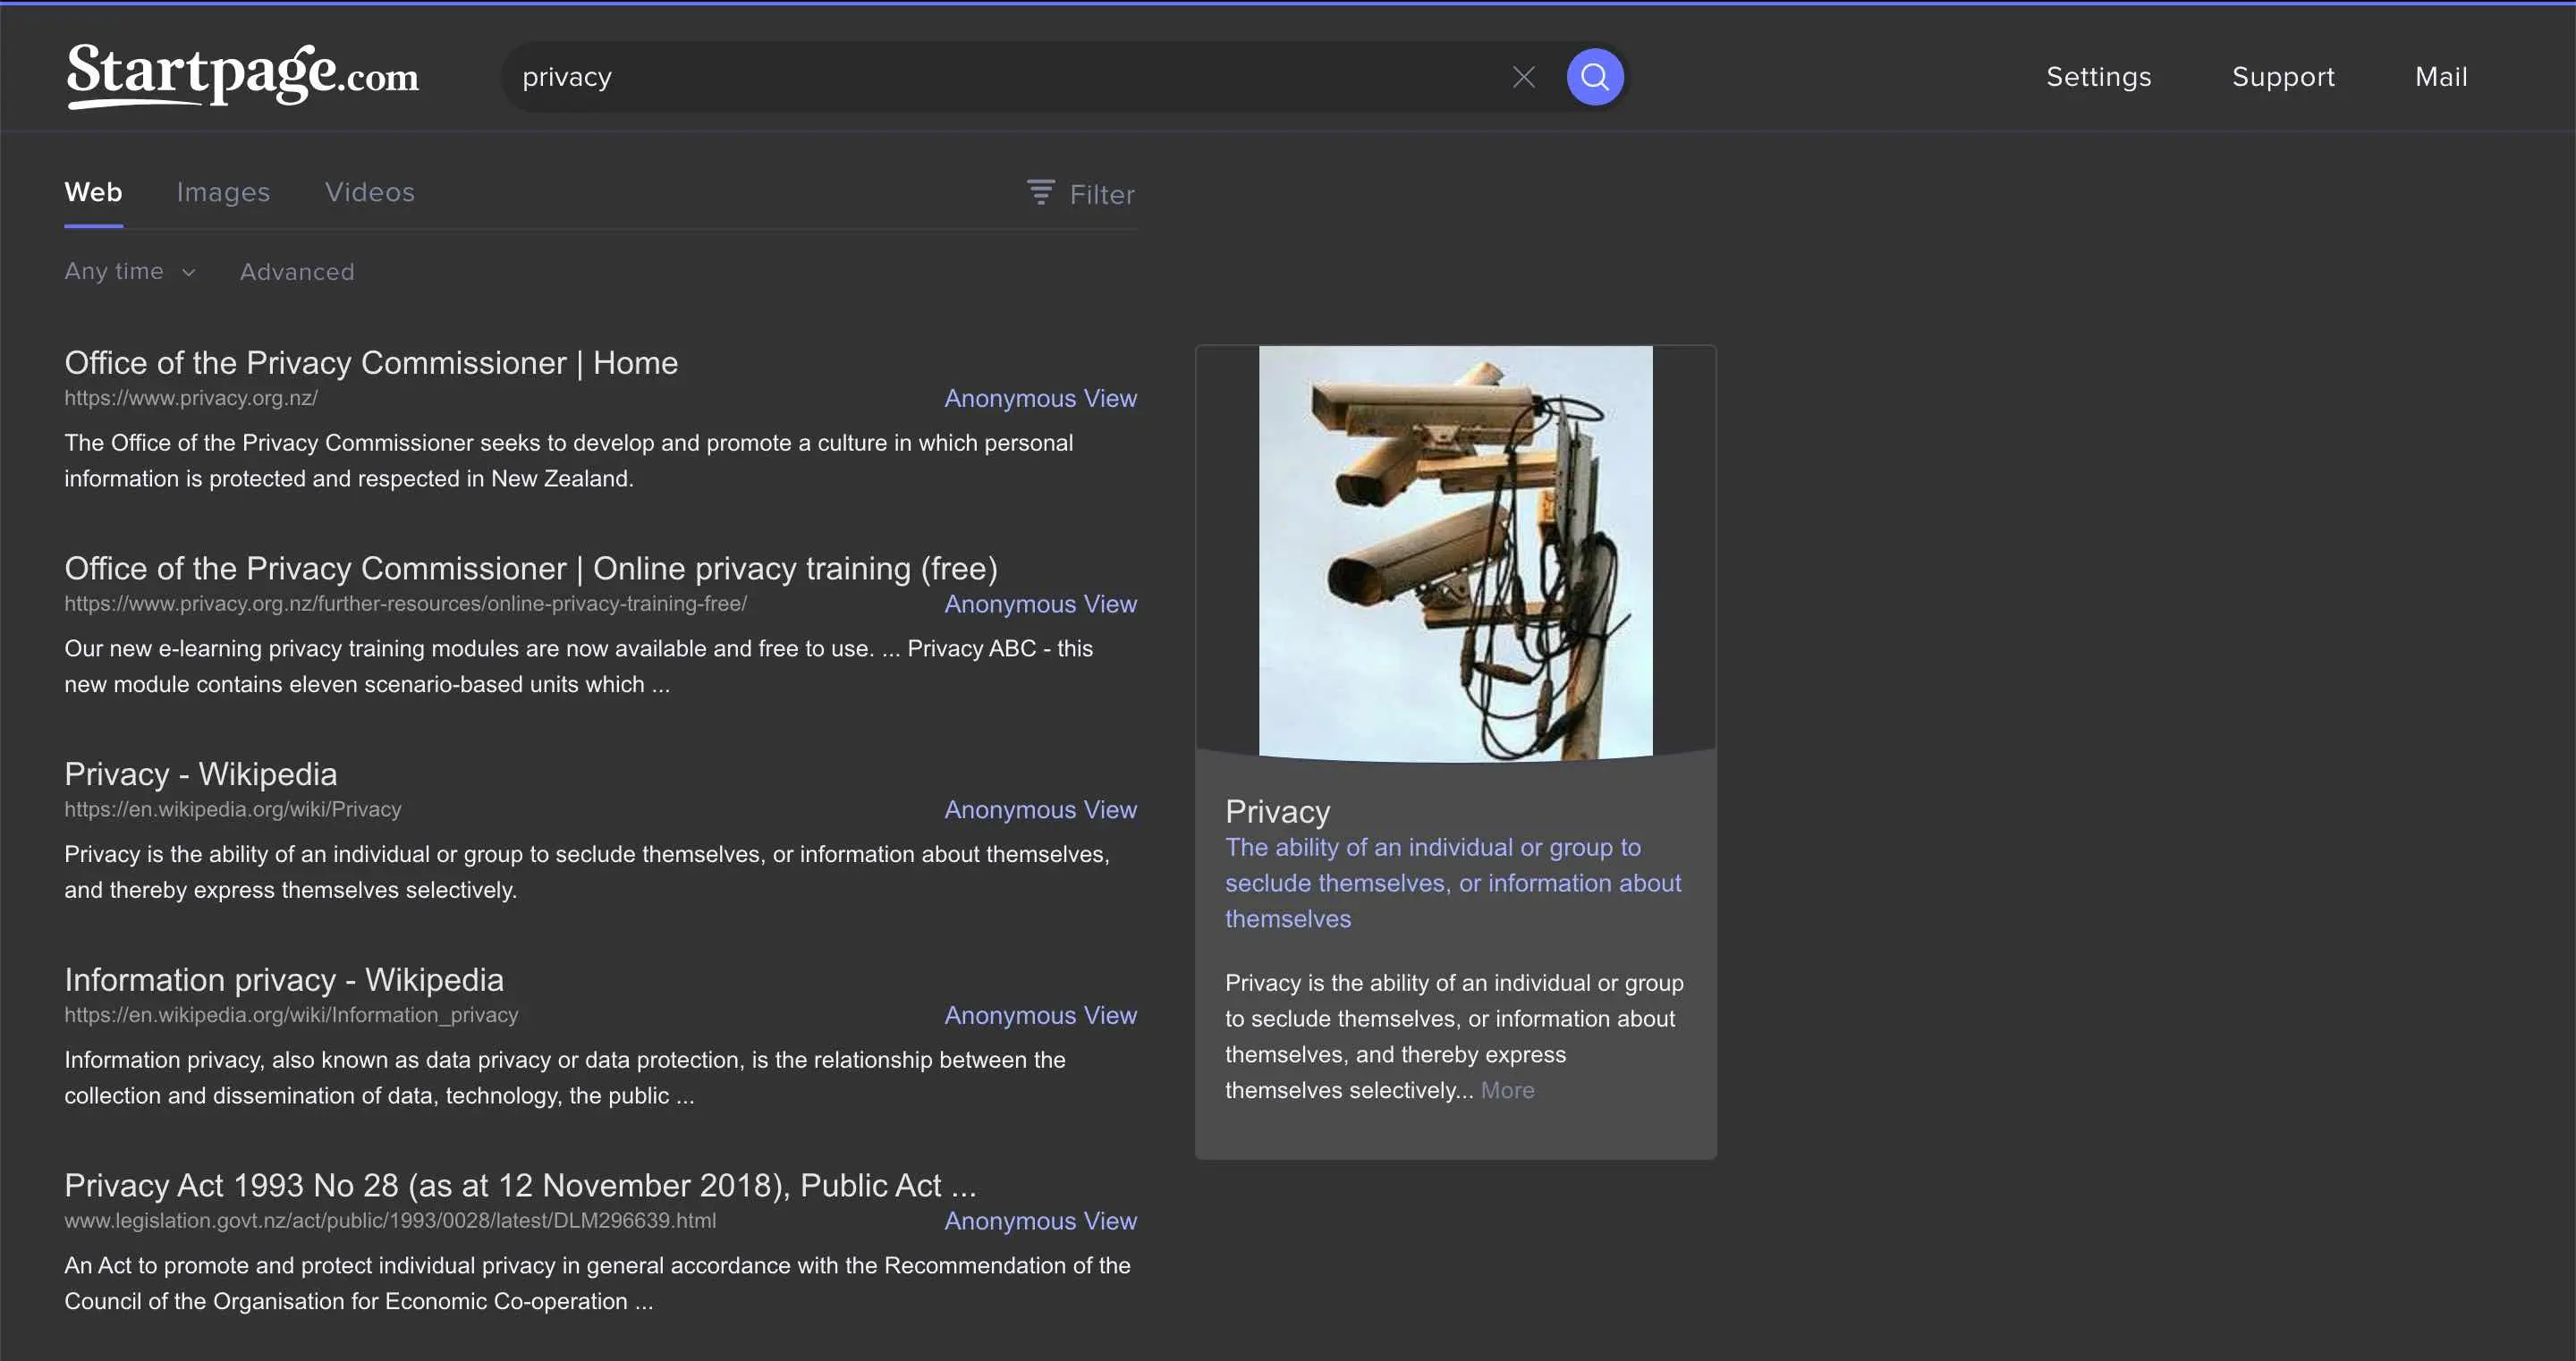 Startpage.com
privacy
Settings
Support
Mail
Web
Images
Videos
Filter
Any time
Advanced
Office of the Privacy Commissioner | Home
https://www.privacy.org.nz/
Anonymous View
The Office of the Privacy Commissioner seeks to develop and promote a culture in which personal
information is protected and respected in New Zealand.
Office of the Privacy Commissioner | Online privacy training (free)
https://www.privacy.org.nz/further-resources/online-privacy-training-free/
Anonymous View
Our new e-learning privacy training modules are now available and free to use. ... Privacy ABC - this
new module contains eleven scenario-based units which ...
Privacy - Wikipedia
https://en.wikipedia.org/wiki/Privacy
Anonymous View
Privacy is the ability of an individual or group to seclude themselves, or information about themselves,
and thereby express themselves selectively.
Information privacy - Wikipedia
https://en.wikipedia.org/wiki/Information_privacy
Anonymous View
Information privacy, also known as data privacy or data protection, is the relationship between the
collection and dissemination of data, technology, the public ...
Privacy Act 1993 No 28 (as at 12 November 2018), Public Act ...
www.legislation.govt.nz/act/public/1993/0028/latest/DLM296639.html
Anonymous View
An Act to promote and protect individual privacy in general accordance with the Recommendation of the
Council of the Organisation for Economic Co-operation ...
Privacy
The ability of an individual or group to
seclude themselves, or information about
themselves
Privacy is the ability of an individual or group
to seclude themselves, or information about
themselves, and thereby express
themselves selectively... More